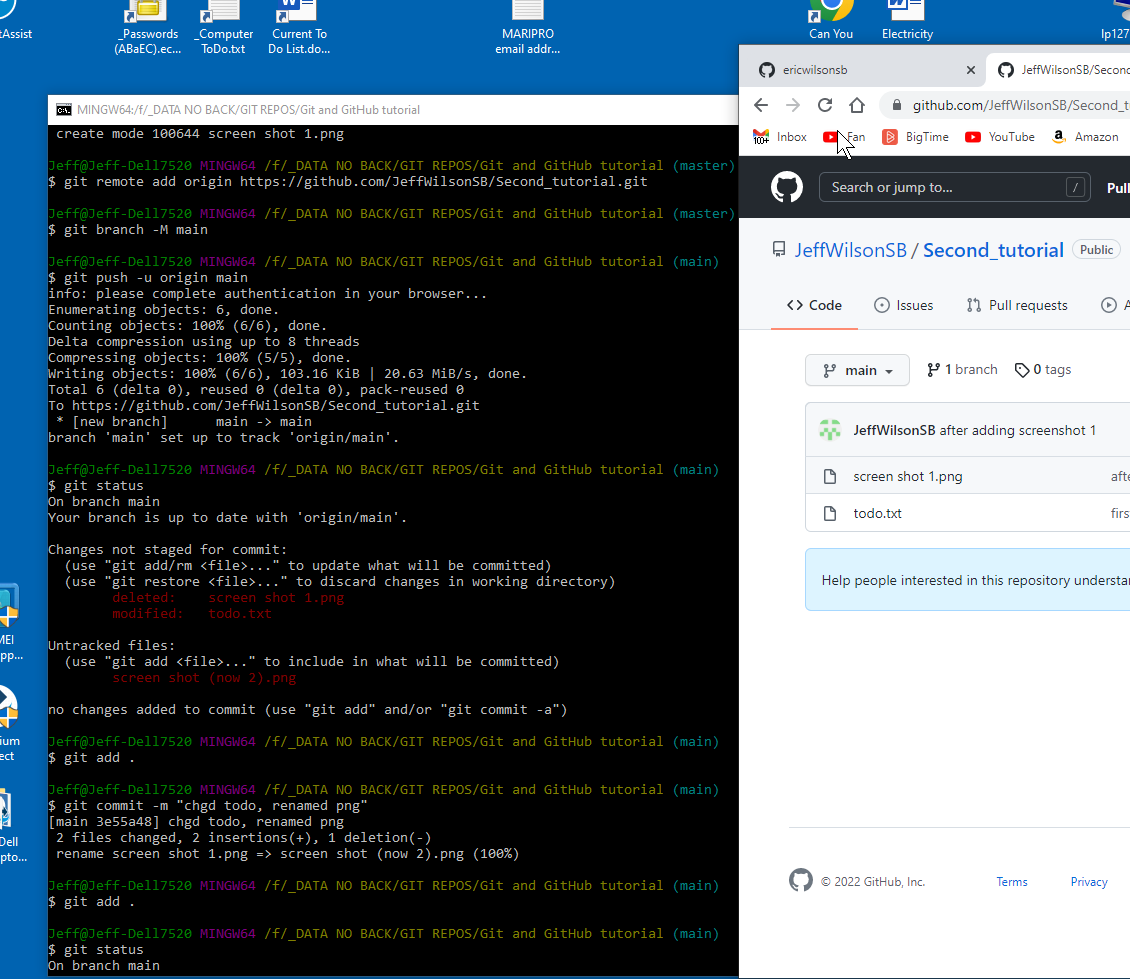 tAssist
_Passwords
(ABaEC).ec...
_Computer
ToDo.txt
Current To
Do List.do...
MARIPRO
email addr...
Can You
Electricity
Ip127
MEI
pp...
ium
ect
Dell
pto...
MINGW64:/f/_DATA NO BACK/GIT REPOS/Git and GitHub tutorial
create mode 100644 screen shot 1.png
Jeff@Jeff-Dell7520 MINGW64 /f/_DATA NO BACK/GIT REPOS/Git and GitHub tutorial (master)
$ git remote add origin https://github.com/JeffWilsonSB/Second_tutorial.git
Jeff@Jeff-Dell7520 MINGW64 /f/_DATA NO BACK/GIT REPOS/Git and GitHub tutorial (master)
$ git branch -M main
Jeff@Jeff-Dell7520 MINGW64 /f/_DATA NO BACK/GIT REPOS/Git and GitHub tutorial (main)
$ git push -u origin main
info: please complete authentication in your browser...
Enumerating objects: 6, done.
Counting objects: 100% (6/6), done.
Delta compression using up to 8 threads
Compressing objects: 100% (5/5), done.
Writing objects: 100% (6/6), 103.16 KiB | 20.63 MiB/s, done.
Total 6 (delta 0), reused 0 (delta 0), pack-reused 0
To https://github.com/JeffWilsonSB/Second_tutorial.git
* [new branch]      main -> main
branch 'main' set up to track 'origin/main'.
Jeff@Jeff-Dell7520 MINGW64 /f/_DATA NO BACK/GIT REPOS/Git and GitHub tutorial (main)
$ git status
On branch main
Your branch is up to date with 'origin/main'.
Changes not staged for commit:
(use "git add/rm <file>..." to update what will be committed)
(use "git restore <file>..." to discard changes in working directory)
deleted:    screen shot 1.png
modified:   todo.txt
Untracked files:
(use "git add <file>..." to include in what will be committed)
screen shot (now 2).png
no changes added to commit (use "git add" and/or "git commit -a")
Jeff@Jeff-Dell7520 MINGW64 /f/_DATA NO BACK/GIT REPOS/Git and GitHub tutorial (main)
$ git add .
Jeff@Jeff-Dell7520 MINGW64 /f/_DATA NO BACK/GIT REPOS/Git and GitHub tutorial (main)
$ git commit -m "chgd todo, renamed png"
[main 3e55a48] chgd todo, renamed png
2 files changed, 2 insertions(+), 1 deletion(-)
rename screen shot 1.png => screen shot (now 2).png (100%)
Jeff@Jeff-Dell7520 MINGW64 /f/_DATA NO BACK/GIT REPOS/Git and GitHub tutorial (main)
$ git add .
Jeff@Jeff-Dell7520 MINGW64 /f/_DATA NO BACK/GIT REPOS/Git and GitHub tutorial (main)
$ git status
On branch main
ericwilsonsb
JeffWilsonSB/Second
github.com/JeffWilsonSB/Second_t
100+ Inbox Fan BigTime YouTube Amazon
Search or jump to... / Pull
JeffWilsonSB / Second_tutorial Public
<> Code Issues Pull requests A
main 1 branch 0 tags
JeffWilsonSB after adding screenshot 1
screen shot 1.png afte
todo.txt firs
Help people interested in this repository understa
© 2022 GitHub, Inc. Terms Privacy